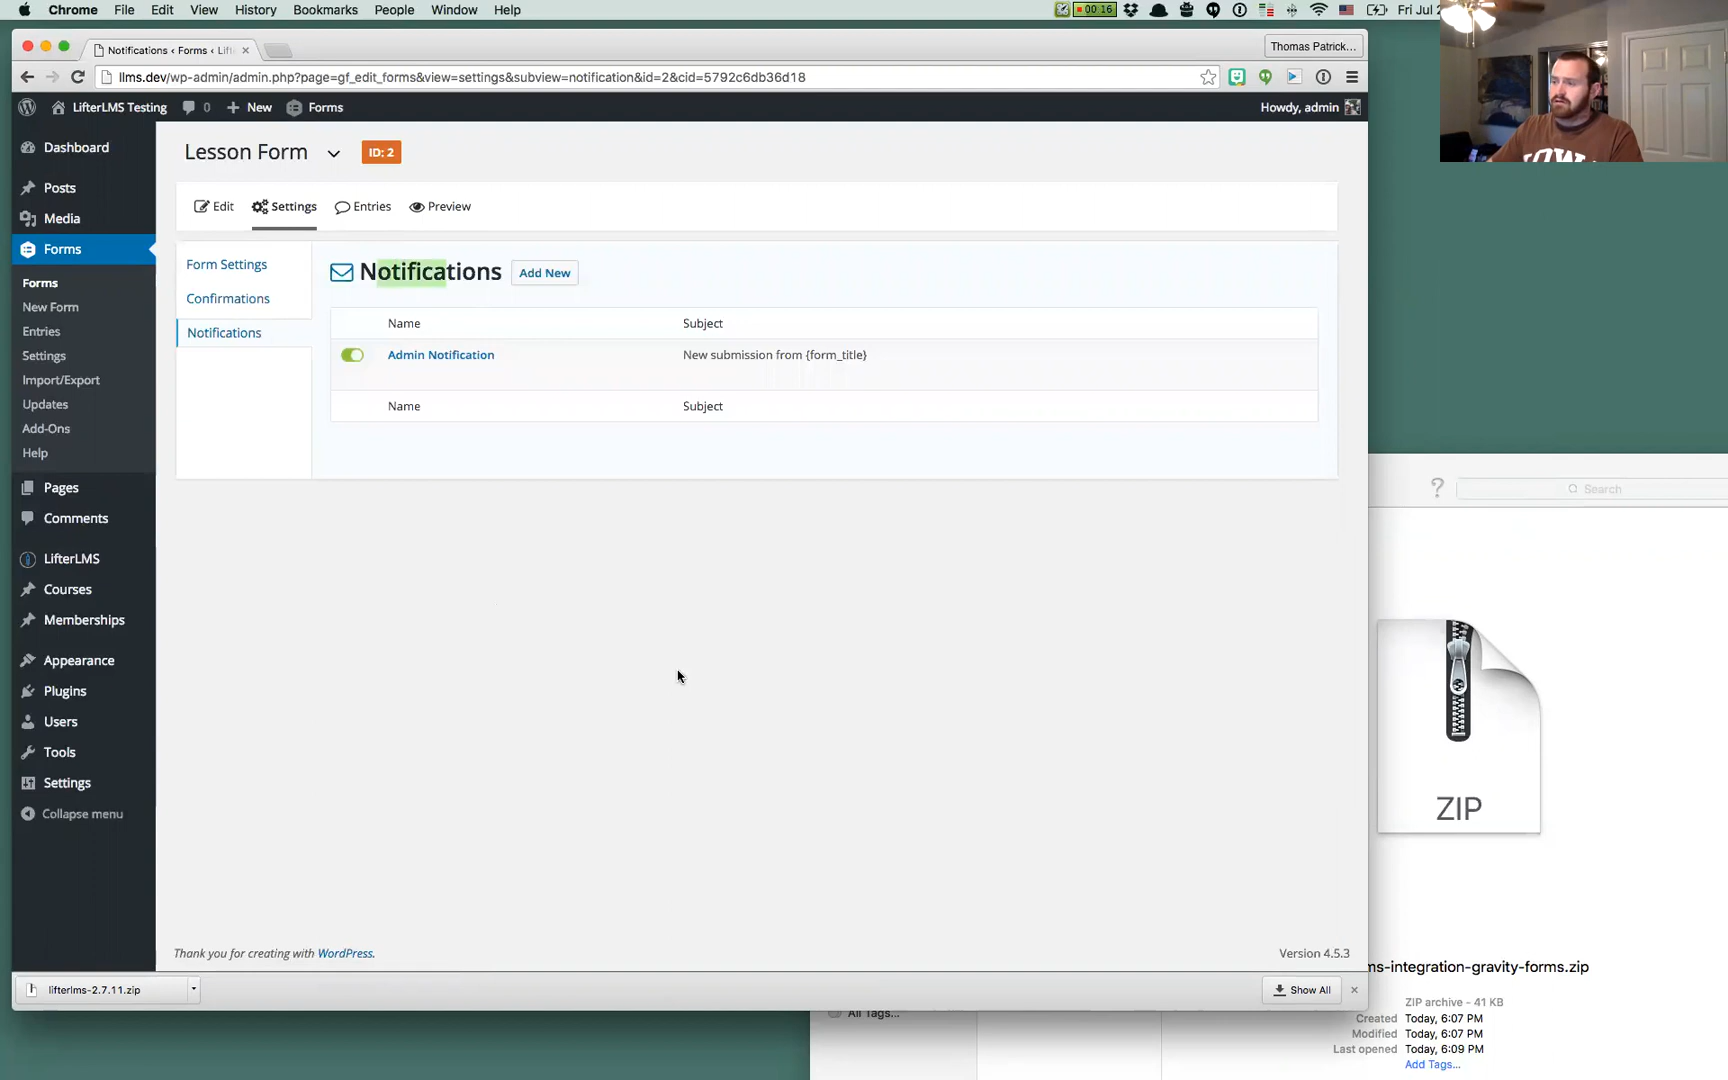 Chrome File Edit View History Bookmarks People Window Help 00:16 Fri Jul
Notifications ‹ Forms ‹ Lift
Thomas Patrick...
llms.dev/wp-admin/admin.php?page=gf_edit_forms&view=settings&subview=notification&id=2&cid=5792c6db36d18
LifterLMS Testing 0 New Forms Howdy, admin
Dashboard
Posts
Media
Forms
Forms
New Form
Entries
Settings
Import/Export
Updates
Add-Ons
Help
Pages
Comments
LifterLMS
Courses
Memberships
Appearance
Plugins
Users
Tools
Settings
Collapse menu
Lesson Form ID: 2
Edit Settings Entries Preview
Form Settings
Confirmations
Notifications
Notifications Add New
Name Subject
Admin Notification New submission from {form_title}
Name Subject
Thank you for creating with WordPress. Version 4.5.3
lifterlms-2.7.11.zip Show All
? Search
ZIP
ms-integration-gravity-forms.zip
ZIP archive - 41 KB
Created Today, 6:07 PM
Modified Today, 6:07 PM
Last opened Today, 6:09 PM
Add Tags...
All Tags...